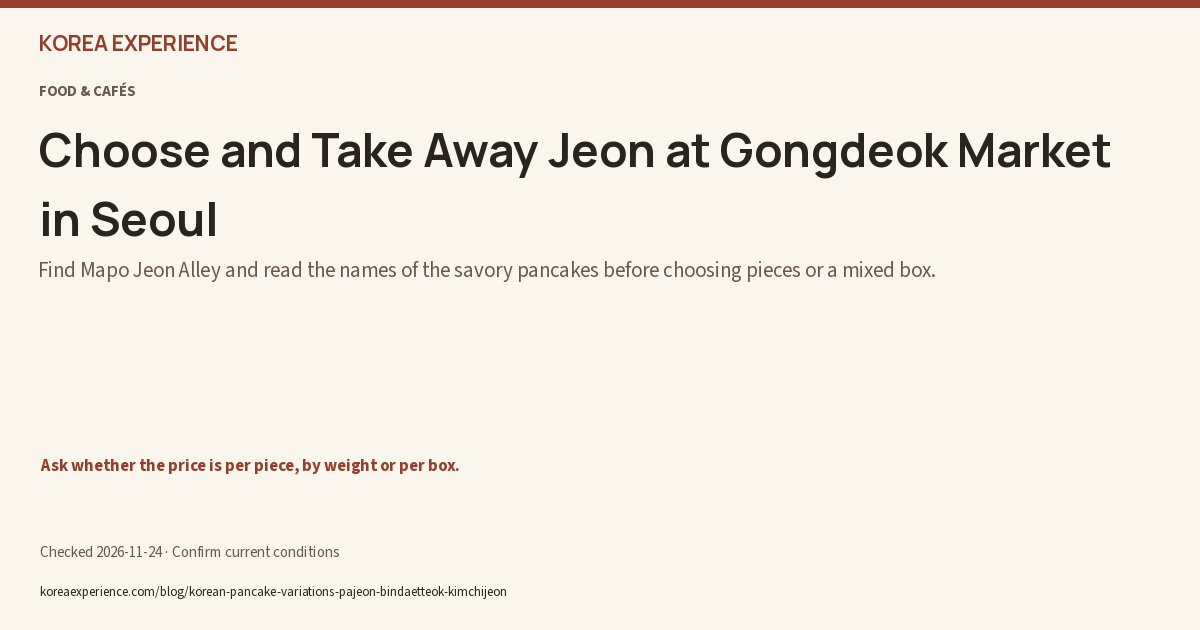 KOREA EXPERIENCE
FOOD & CAFÉS
Choose and Take Away Jeon at Gongdeok Market
in Seoul
Find Mapo Jeon Alley and read the names of the savory pancakes before choosing pieces or a mixed box.
Ask whether the price is per piece, by weight or per box.
Checked 2026-11-24 · Confirm current conditions
koreaexperience.com/blog/korean-pancake-variations-pajeon-bindaetteok-kimchijeon